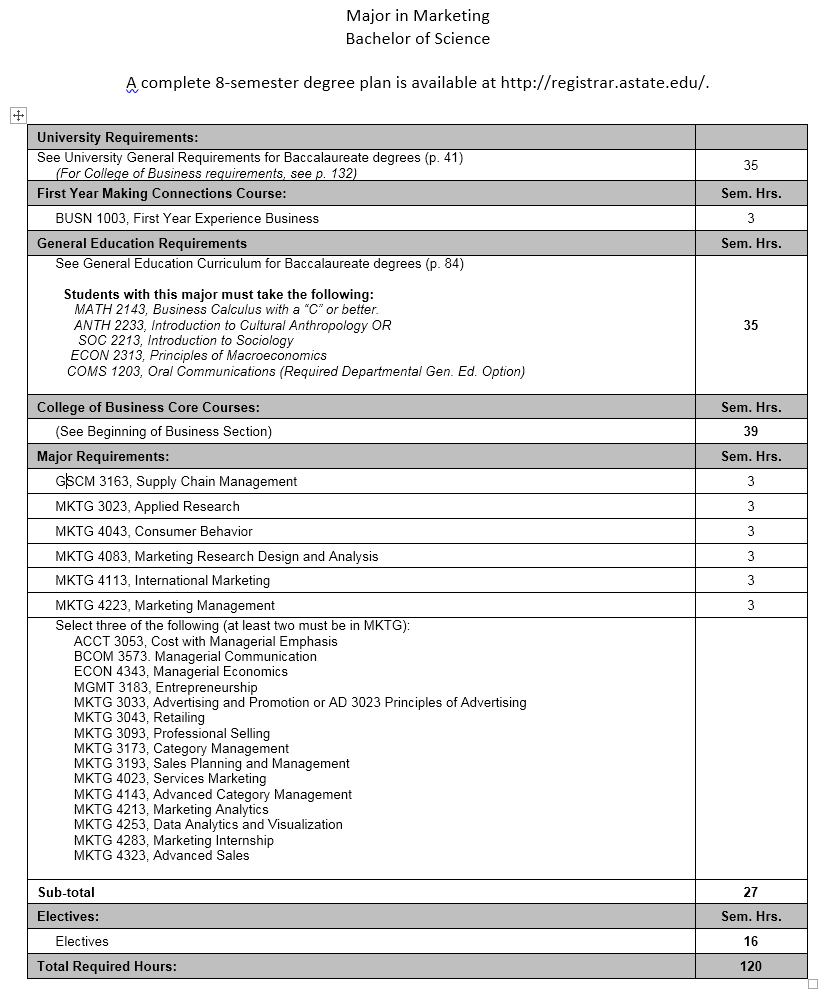 Major in Marketing
Bachelor of Science
A complete 8-semester degree plan is available at http://registrar.astate.edu/.
University Requirements:
See University General Requirements for Baccalaureate degrees (p. 41)
(For College of Business requirements, see p. 132)
35
First Year Making Connections Course: Sem. Hrs.
BUSN 1003, First Year Experience Business 3
General Education Requirements Sem. Hrs.
See General Education Curriculum for Baccalaureate degrees (p. 84)
Students with this major must take the following:
MATH 2143, Business Calculus with a “C” or better.
ANTH 2233, Introduction to Cultural Anthropology OR
SOC 2213, Introduction to Sociology
ECON 2313, Principles of Macroeconomics
COMS 1203, Oral Communications (Required Departmental Gen. Ed. Option)
35
College of Business Core Courses: Sem. Hrs.
(See Beginning of Business Section) 39
Major Requirements: Sem. Hrs.
GSCM 3163, Supply Chain Management 3
MKTG 3023, Applied Research 3
MKTG 4043, Consumer Behavior 3
MKTG 4083, Marketing Research Design and Analysis 3
MKTG 4113, International Marketing 3
MKTG 4223, Marketing Management 3
Select three of the following (at least two must be in MKTG):
ACCT 3053, Cost with Managerial Emphasis
BCOM 3573. Managerial Communication
ECON 4343, Managerial Economics
MGMT 3183, Entrepreneurship
MKTG 3033, Advertising and Promotion or AD 3023 Principles of Advertising
MKTG 3043, Retailing
MKTG 3093, Professional Selling
MKTG 3173, Category Management
MKTG 3193, Sales Planning and Management
MKTG 4023, Services Marketing
MKTG 4143, Advanced Category Management
MKTG 4213, Marketing Analytics
MKTG 4253, Data Analytics and Visualization
MKTG 4283, Marketing Internship
MKTG 4323, Advanced Sales
Sub-total 27
Electives: Sem. Hrs.
Electives 16
Total Required Hours: 120